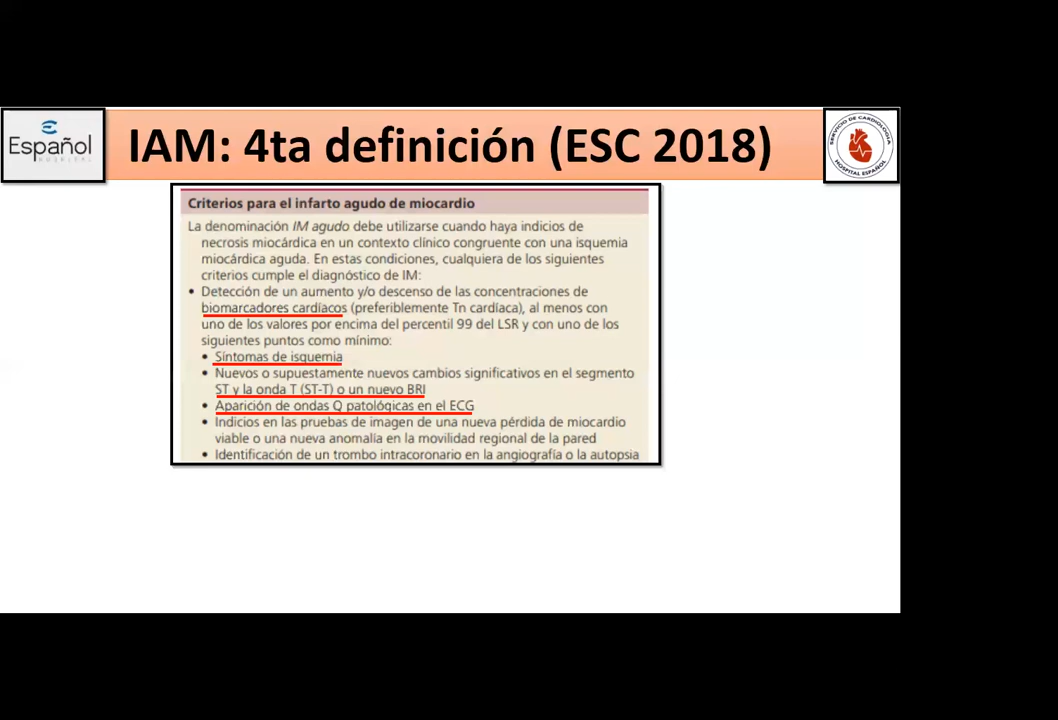 Español
HOSPITAL
IAM: 4ta definición (ESC 2018)
SERVICIO DE CARDIOLOGIA
HOSPITAL ESPAÑOL
Criterios para el infarto agudo de miocardio
La denominación IM agudo debe utilizarse cuando haya indicios de
necrosis miocárdica en un contexto clínico congruente con una isquemia
miocárdica aguda. En estas condiciones, cualquiera de los siguientes
criterios cumple el diagnóstico de IM:
• Detección de un aumento y/o descenso de las concentraciones de
biomarcadores cardíacos (preferiblemente Tn cardíaca), al menos con
uno de los valores por encima del percentil 99 del LSR y con uno de los
siguientes puntos como mínimo:
• Síntomas de isquemia
• Nuevos o supuestamente nuevos cambios significativos en el segmento
ST y la onda T (ST-T) o un nuevo BRI
• Aparición de ondas Q patológicas en el ECG
• Indicios en las pruebas de imagen de una nueva pérdida de miocardio
viable o una nueva anomalía en la movilidad regional de la pared
• Identificación de un trombo intracoronario en la angiografía o la autopsia